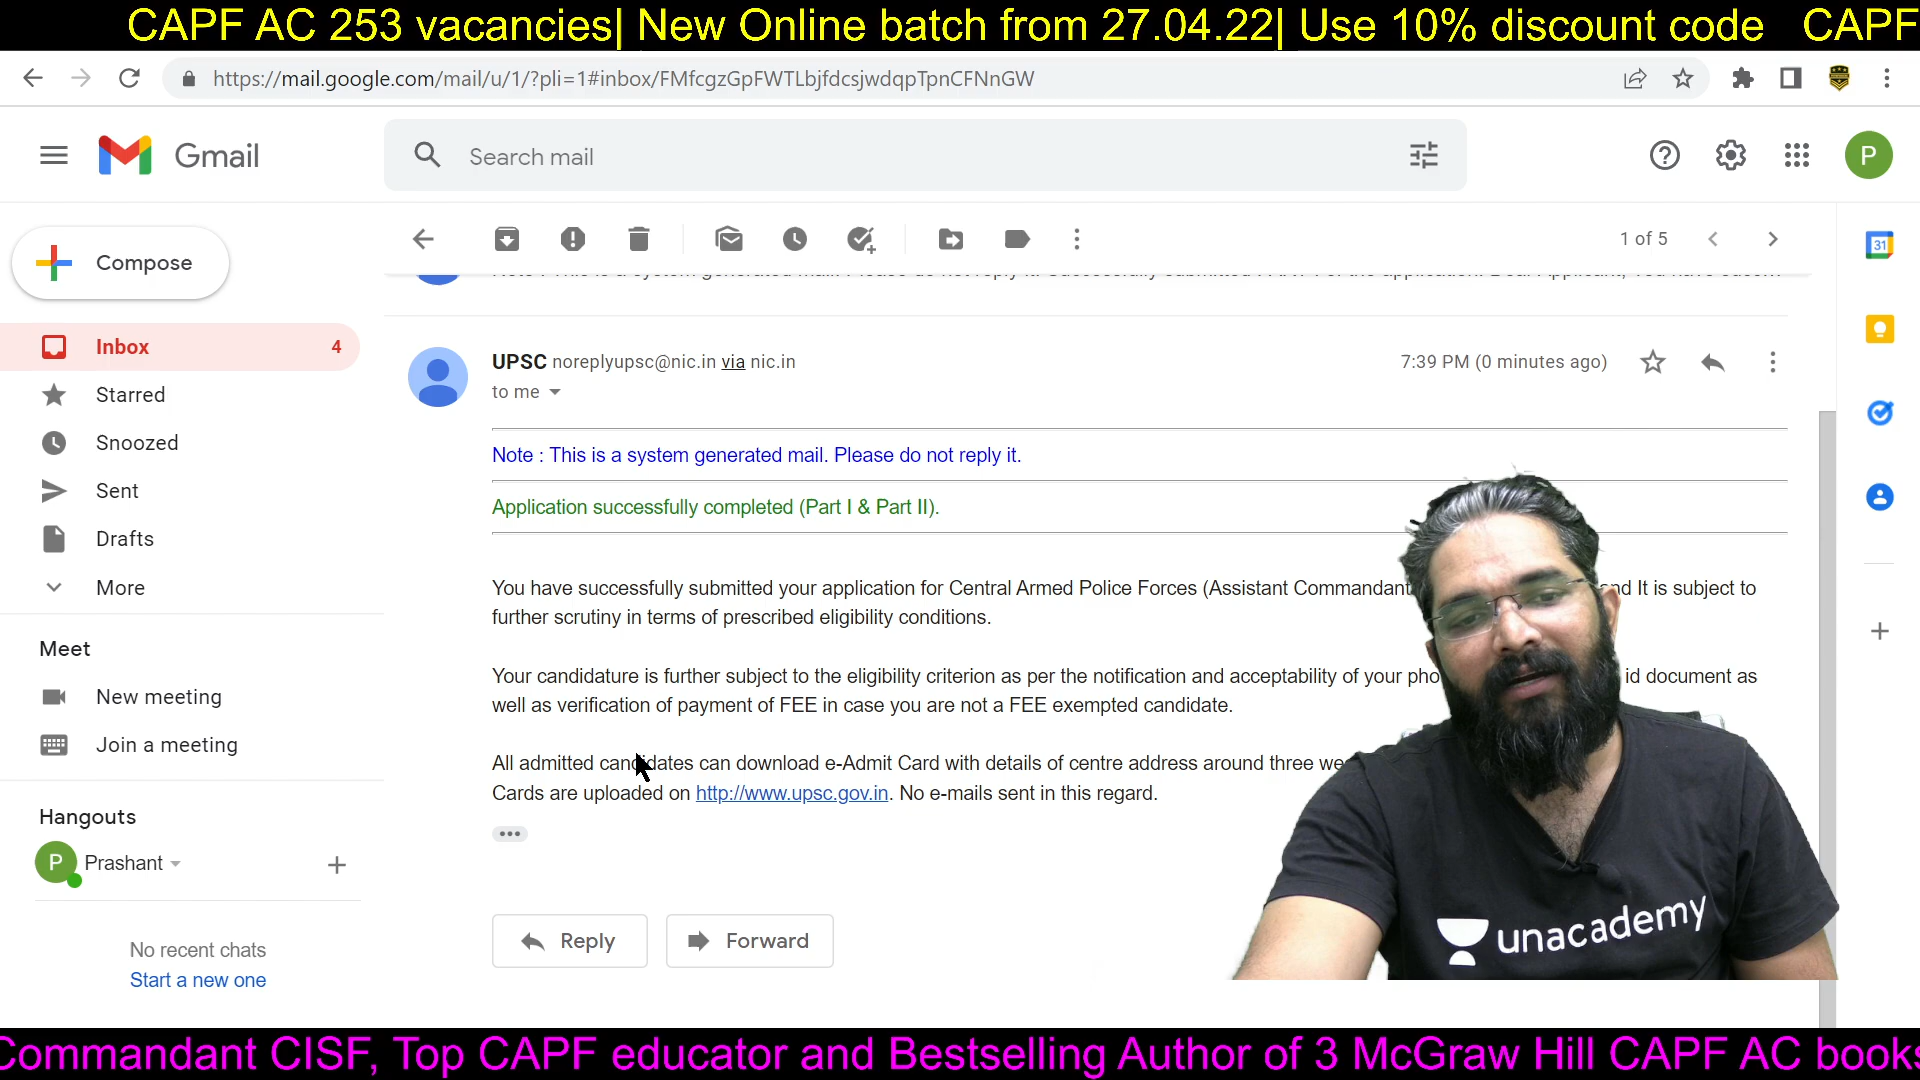 CAPF AC 253 vacancies| New Online batch from 27.04.22| Use 10% discount code CAPF
https://mail.google.com/mail/u/1/?pli=1#inbox/FMfcgzGpFWTLbjfdcsjwdqpTpnCFNnGW
Gmail
Search mail
P
Compose
1 of 5
31
Inbox 4
Starred
Snoozed
Sent
Drafts
More
Meet
New meeting
Join a meeting
Hangouts
P Prashant
No recent chats
Start a new one
UPSC noreplyupsc@nic.in via nic.in
7:39 PM (0 minutes ago)
to me
Note : This is a system generated mail. Please do not reply it.
Application successfully completed (Part I & Part II).
You have successfully submitted your application for Central Armed Police Forces (Assistant Commandant It is subject to
further scrutiny in terms of prescribed eligibility conditions.
Your candidature is further subject to the eligibility criterion as per the notification and acceptability of your id document as
well as verification of payment of FEE in case you are not a FEE exempted candidate.
All admitted candidates can download e-Admit Card with details of centre address around three
Cards are uploaded on http://www.upsc.gov.in. No e-mails sent in this regard.
Reply
Forward
unacademy
Commandant CISF, Top CAPF educator and Bestselling Author of 3 McGraw Hill CAPF AC books